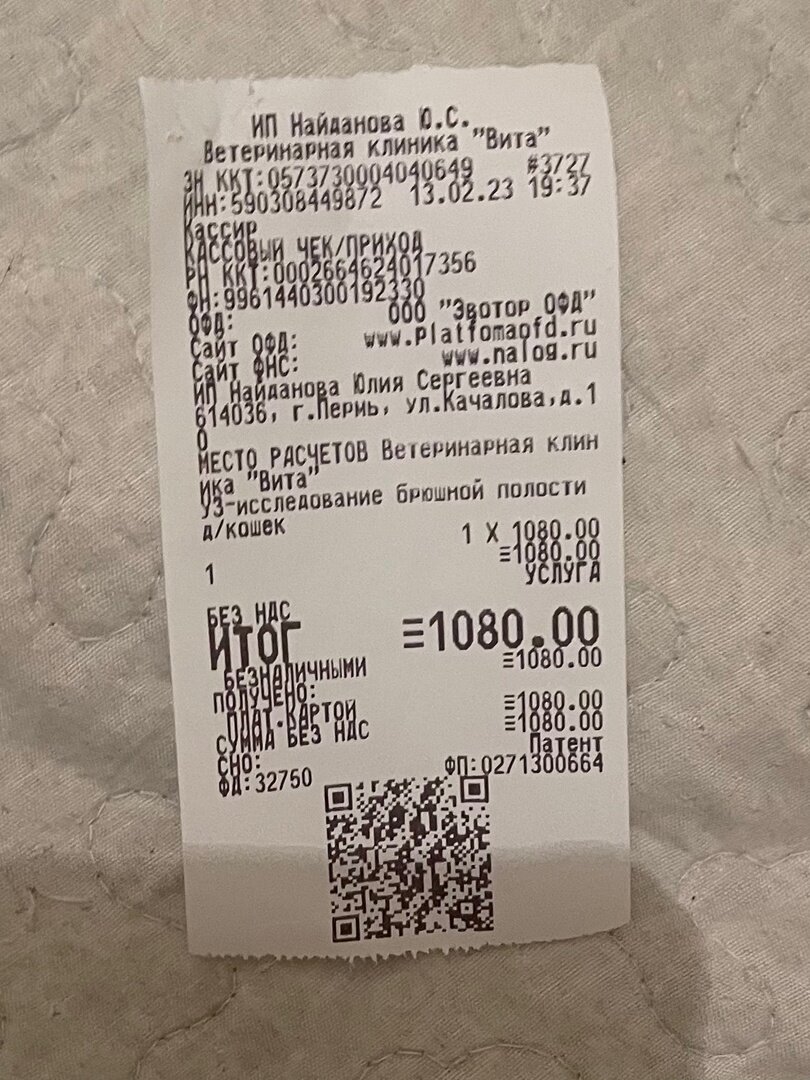 ИП Найданова Ю.С.
Ветеринарная клиника "Вита"
ЗН ККТ:0573730004040649 #3727
ИНН:590308449872 13.02.23 19:37
Кассир
КАССОВЫЙ ЧЕК/ПРИХОД
РН ККТ:0002664624017356
ФН:9961440300192330
ОФД: ООО "Эвотор ОФД"
Сайт ОФД: www.platfomaofd.ru
Сайт ФНС: www.nalog.ru
ИП Найданова Юлия Сергеевна
614036, г.Пермь, ул.Качалова,д.1
0
МЕСТО РАСЧЕТОВ Ветеринарная клин
ика "Вита"
УЗ-исследование брюшной полости
д/кошек
1 X 1080.00
≡1080.00
1 УСЛУГА
БЕЗ НДС
ИТОГ ≡1080.00
БЕЗНАЛИЧНЫМИ ≡1080.00
ПОЛУЧЕНО:
ПЛАТ.КАРТОЙ ≡1080.00
СУММА БЕЗ НДС ≡1080.00
СНО: Патент
ФД:32750 ФП:0271300664